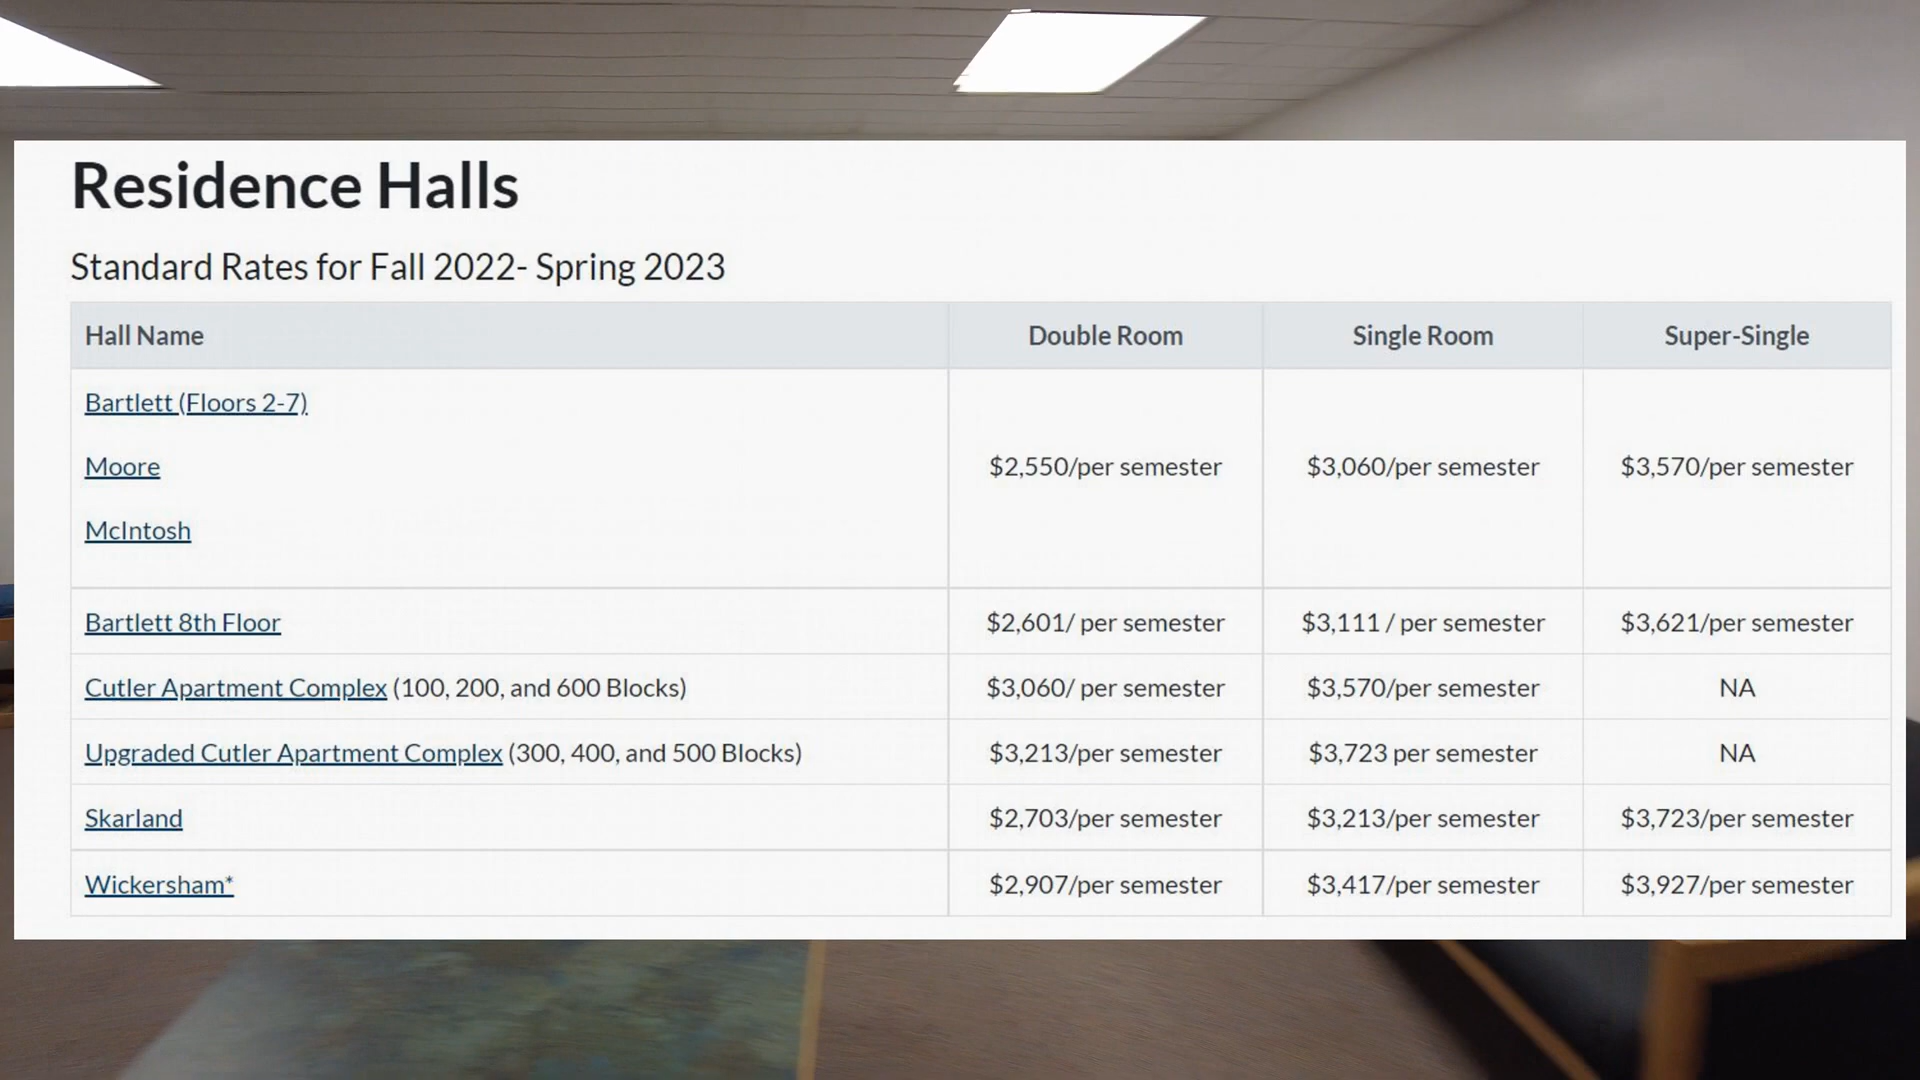 Residence Halls
Standard Rates for Fall 2022- Spring 2023
Hall Name Double Room Single Room Super-Single
Bartlett (Floors 2-7)
Moore $2,550/per semester $3,060/per semester $3,570/per semester
McIntosh
Bartlett 8th Floor $2,601/ per semester $3,111 / per semester $3,621/per semester
Cutler Apartment Complex (100, 200, and 600 Blocks) $3,060/ per semester $3,570/per semester NA
Upgraded Cutler Apartment Complex (300, 400, and 500 Blocks) $3,213/per semester $3,723 per semester NA
Skarland $2,703/per semester $3,213/per semester $3,723/per semester
Wickersham* $2,907/per semester $3,417/per semester $3,927/per semester